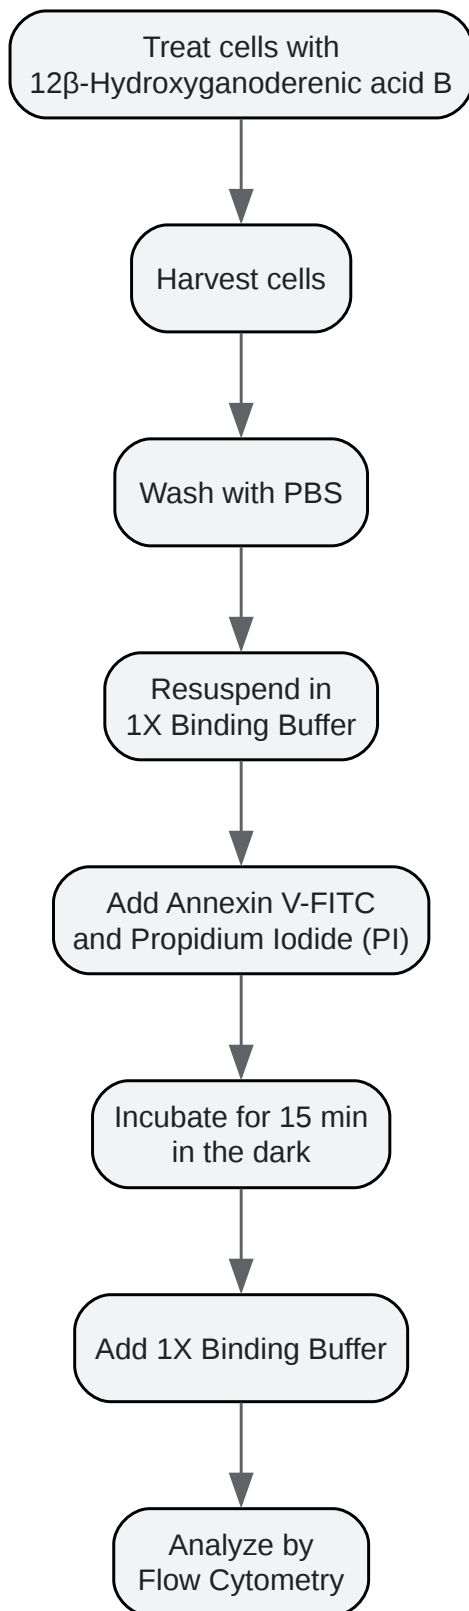 Treat cells with
12β-Hydroxyganoderenic acid B
Harvest cells
Wash with PBS
Resuspend in
1X Binding Buffer
Add Annexin V-FITC
and Propidium Iodide (PI)
Incubate for 15 min
in the dark
Add 1X Binding Buffer
Analyze by
Flow Cytometry